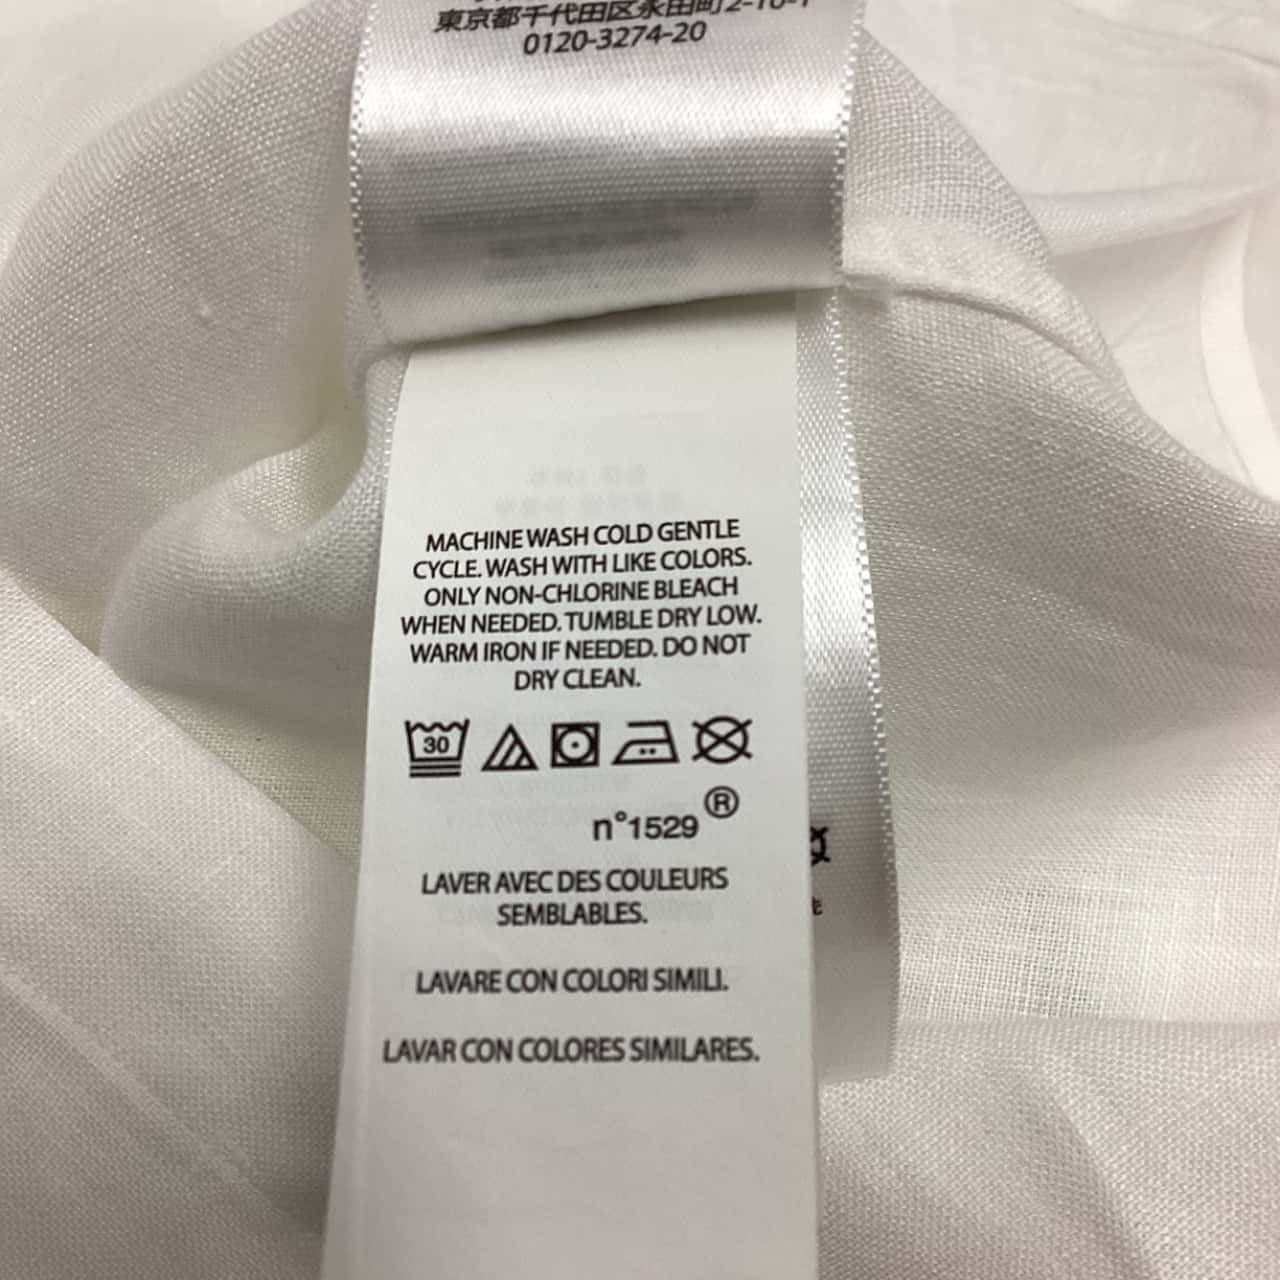 東京都千代田区永田町2-10-1
0120-3274-20
MACHINE WASH COLD GENTLE
CYCLE. WASH WITH LIKE COLORS.
ONLY NON-CHLORINE BLEACH
WHEN NEEDED. TUMBLE DRY LOW.
WARM IRON IF NEEDED. DO NOT
DRY CLEAN.
30
n°1529®
LAVER AVEC DES COULEURS
SEMBLABLES.
LAVARE CON COLORI SIMILI.
LAVAR CON COLORES SIMILARES.